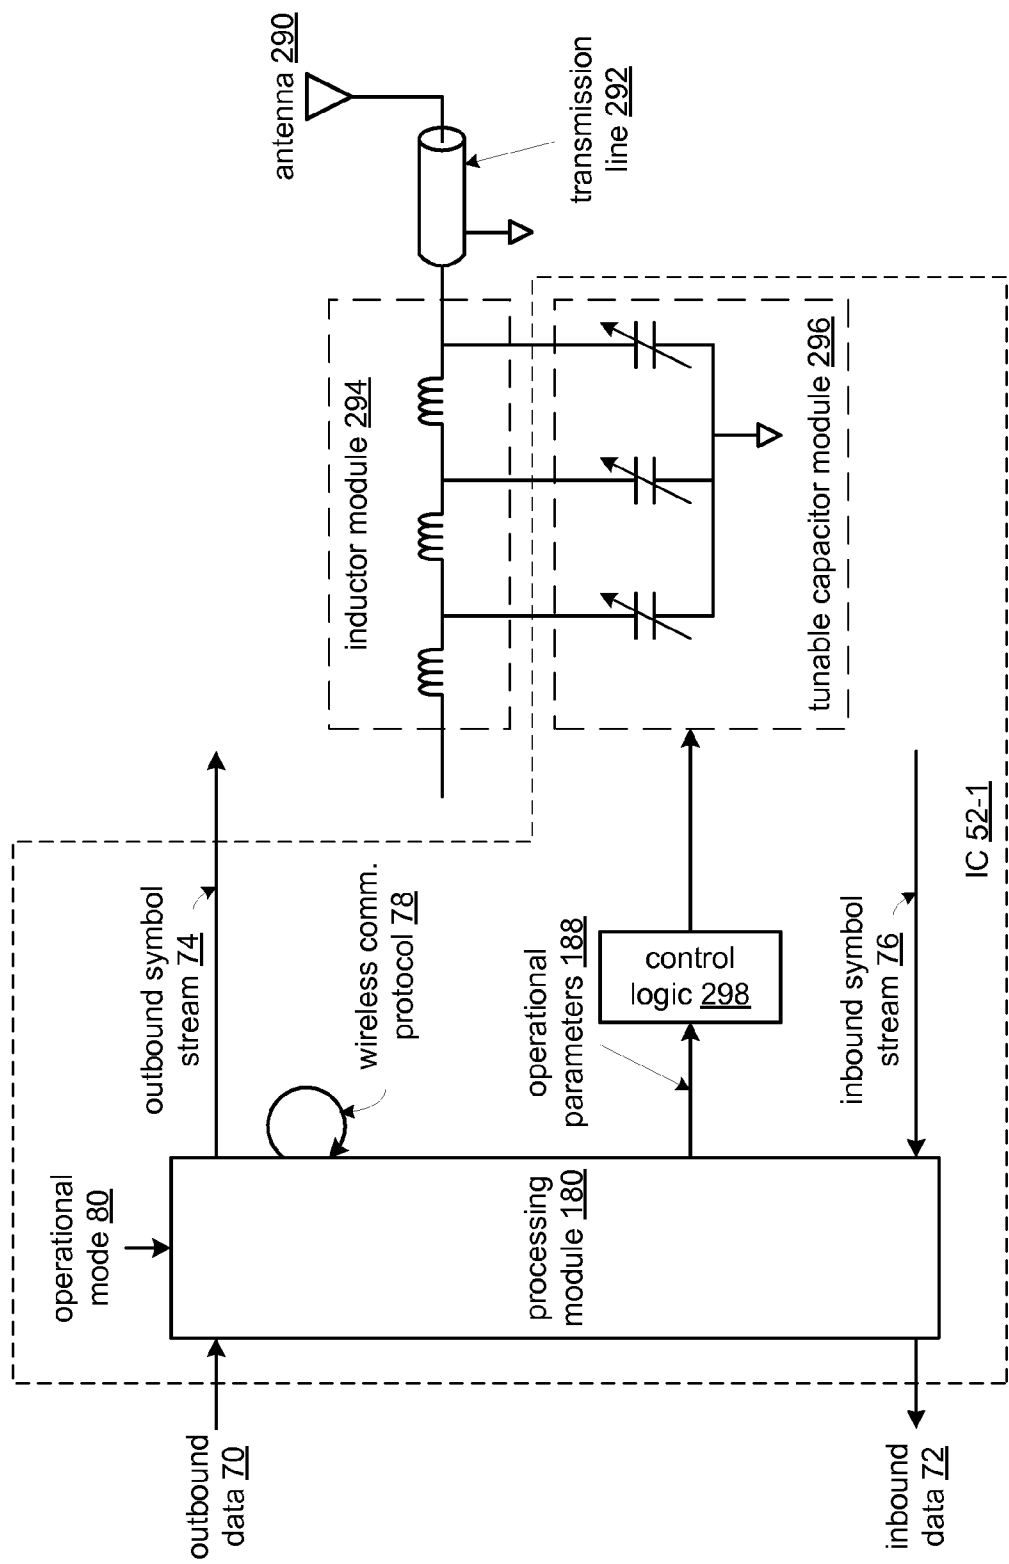 antenna 290
transmission
line 292
inductor module 294
tunable capacitor module 296
outbound symbol
stream 74
wireless comm.
protocol 78
operational
parameters 188
control
logic 298
inbound symbol
stream 76
IC 52-1
operational
mode 80
processing
module 180
outbound
data 70
inbound
data 72